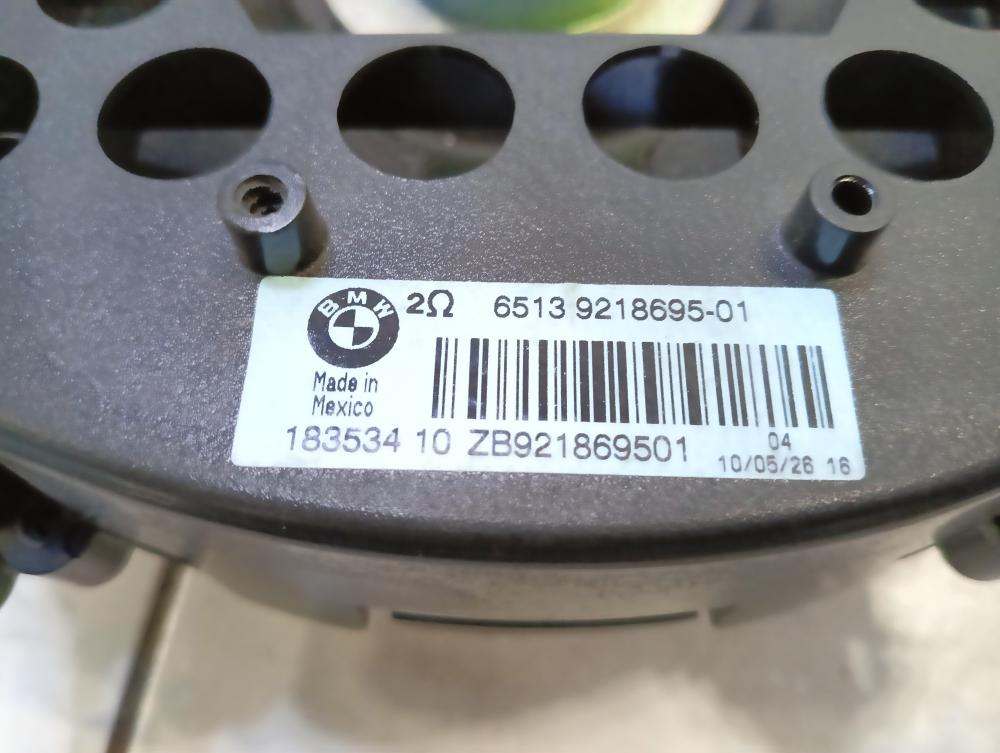 BMW 2Ω 6513 9218695-01
Made in
Mexico
183534 10 ZB921869501
04
10/05/26 16